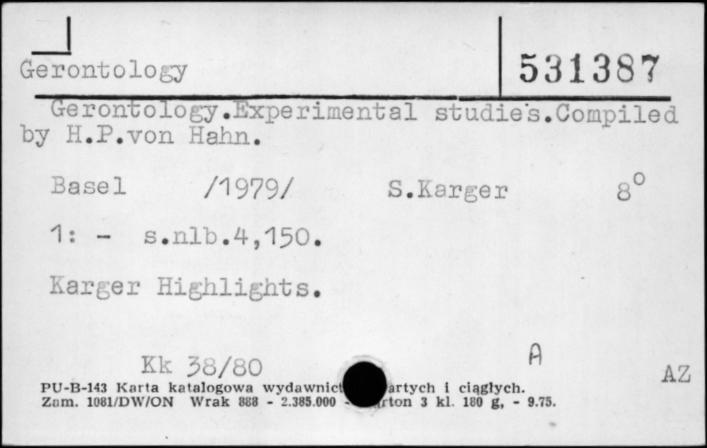 Gerontology
531387
Gerontology.Experimental studies.Compiled
by H.P.von Hahn.
Basel /1979/ S.Karger 8°
1: - s.nlb.4,150.
Karger Highlights.
Kk 38/80 A
AZ
PU-B-143 Karta katalogowa artych i ciągłych.
Zam. 1081/DW/ON Wrak 888 - 2.385.000 - 3 kl. 180 g, - 9.75.